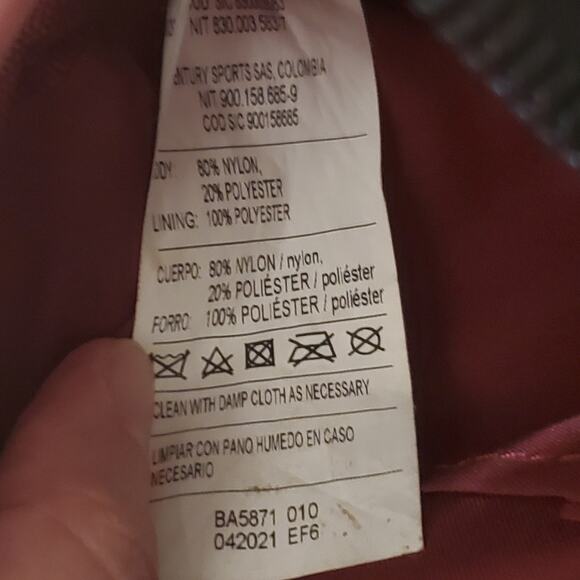 NIT 830.003.583-7
NTURY SPORTS SAS, COLOMBIA
NIT 900.158.685-9
COD SIC 900158685
ODY: 80% NYLON,
20% POLYESTER
LINING: 100% POLYESTER
CUERPO: 80% NYLON / nylon,
20% POLIÉSTER / poliéster
FORRO: 100% POLIÉSTER / poliéster
CLEAN WITH DAMP CLOTH AS NECESSARY
LIMPIAR CON PANO HUMEDO EN CASO
NECESARIO
BA5871 010
042021 EF6